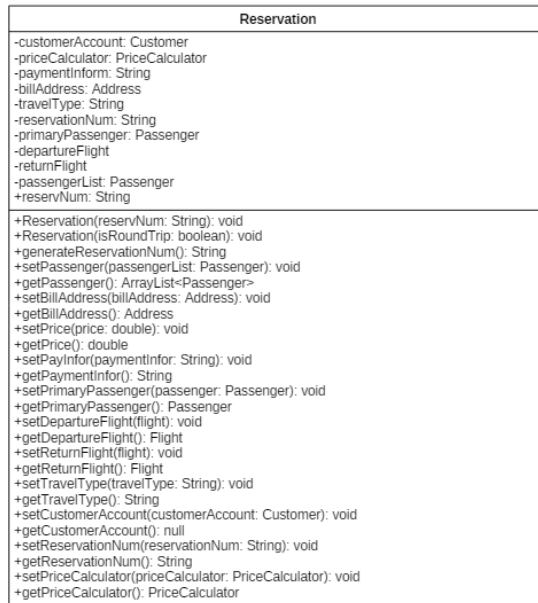 Reservation
-customerAccount: Customer
-priceCalculator: PriceCalculator
-paymentInform: String
-billAddress: Address
-travelType: String
-reservationNum: String
-primaryPassenger: Passenger
-departureFlight
-returnFlight
-passengerList: Passenger
+reservNum: String
+Reservation(reservNum: String): void
+Reservation(isRoundTrip: boolean): void
+generateReservationNum(): String
+setPassenger(passengerList: Passenger): void
+getPassenger(): ArrayList<Passenger>
+setBillAddress(billAddress: Address): void
+getBillAddress(): Address
+setPrice(price: double): void
+getPrice(): double
+setPayInfor(paymentInfor: String): void
+getPaymentInfor(): String
+setPrimaryPassenger(passenger: Passenger): void
+getPrimaryPassenger(): Passenger
+setDepartureFlight(flight): void
+getDepartureFlight(): Flight
+setReturnFlight(flight): void
+getReturnFlight(): Flight
+setTravelType(travelType: String): void
+getTravelType(): String
+setCustomerAccount(customerAccount: Customer): void
+getCustomerAccount(): null
+setReservationNum(reservationNum: String): void
+getReservationNum(): String
+setPriceCalculator(priceCalculator: PriceCalculator): void
+getPriceCalculator(): PriceCalculator